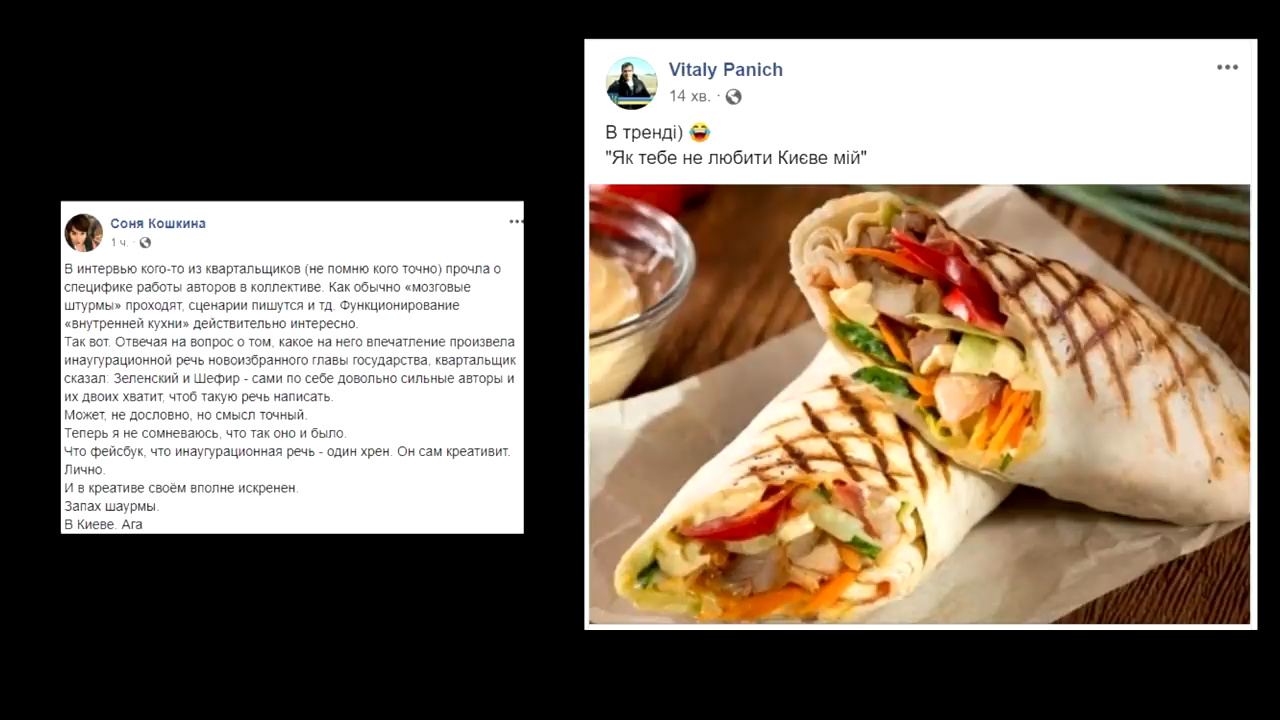 Соня Кошкина
1 ч. ·
В интервью кого-то из квартальщиков (не помню кого точно) прочла о
специфике работы авторов в коллективе. Как обычно «мозговые
штурмы» проходят, сценарии пишутся и тд. Функционирование
«внутренней кухни» действительно интересно.
Так вот. Отвечая на вопрос о том, какое на него впечатление произвела
инаугурационной речь новоизбранного главы государства, квартальщик
сказал: Зеленский и Шефир - сами по себе довольно сильные авторы и
их двоих хватит, чтоб такую речь написать.
Может, не дословно, но смысл точный.
Теперь я не сомневаюсь, что так оно и было.
Что фейсбук, что инаугурационная речь - один хрен. Он сам креативит.
Лично.
И в креативе своём вполне искренен.
Запах шаурмы.
В Киеве. Ага
Vitaly Panich
14 хв. ·
В тренді) 😂
"Як тебе не любити Києве мій"